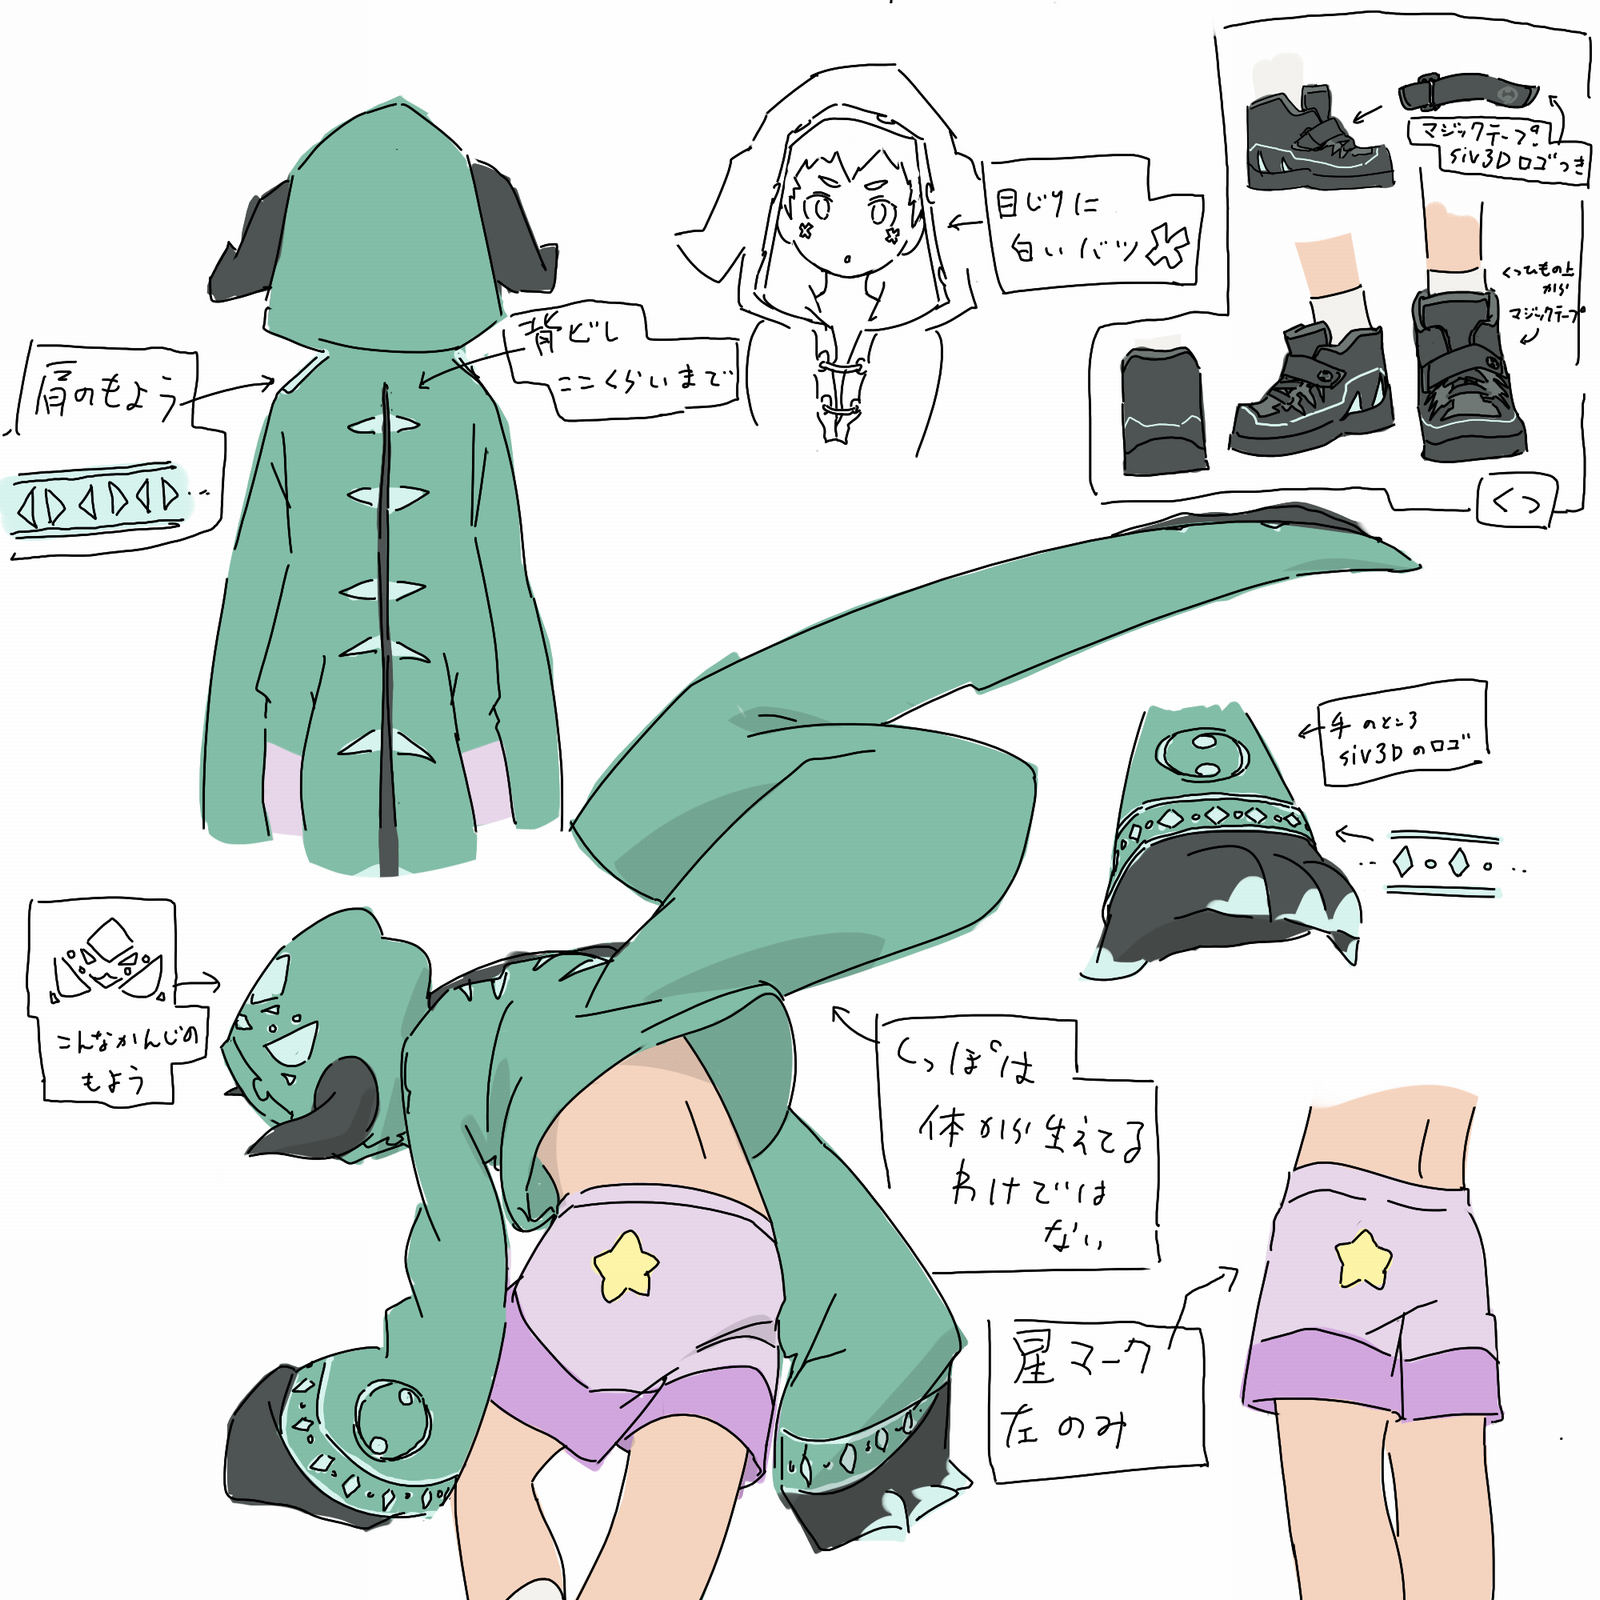 マジックテープ
siv3Dロゴつき
目じりに
白いバツ
くつひもの上
から
マジックテープ
背びれ
ここくらいまで
肩のもよう
くつ
手のところ
siv3Dのロゴ
こんなかんじの
もよう
しっぽは
体から生えてる
わけでは
ない
星マーク
左のみ